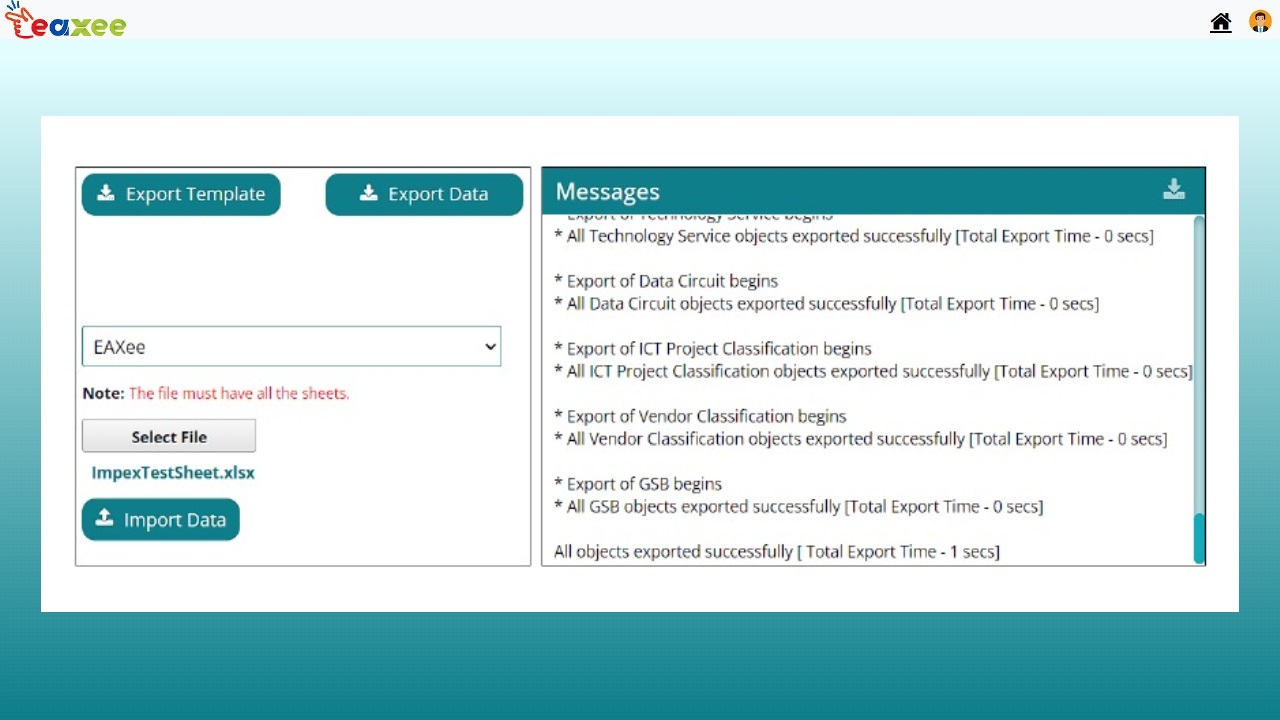 eaxee
Export Template
Export Data
EAXee
Note: The file must have all the sheets.
Select File
ImpexTestSheet.xlsx
Import Data
Messages
* Export of Technology Service begins
* All Technology Service objects exported successfully [Total Export Time - 0 secs]
* Export of Data Circuit begins
* All Data Circuit objects exported successfully [Total Export Time - 0 secs]
* Export of ICT Project Classification begins
* All ICT Project Classification objects exported successfully [Total Export Time - 0 secs]
* Export of Vendor Classification begins
* All Vendor Classification objects exported successfully [Total Export Time - 0 secs]
* Export of GSB begins
* All GSB objects exported successfully [Total Export Time - 0 secs]
All objects exported successfully [ Total Export Time - 1 secs]